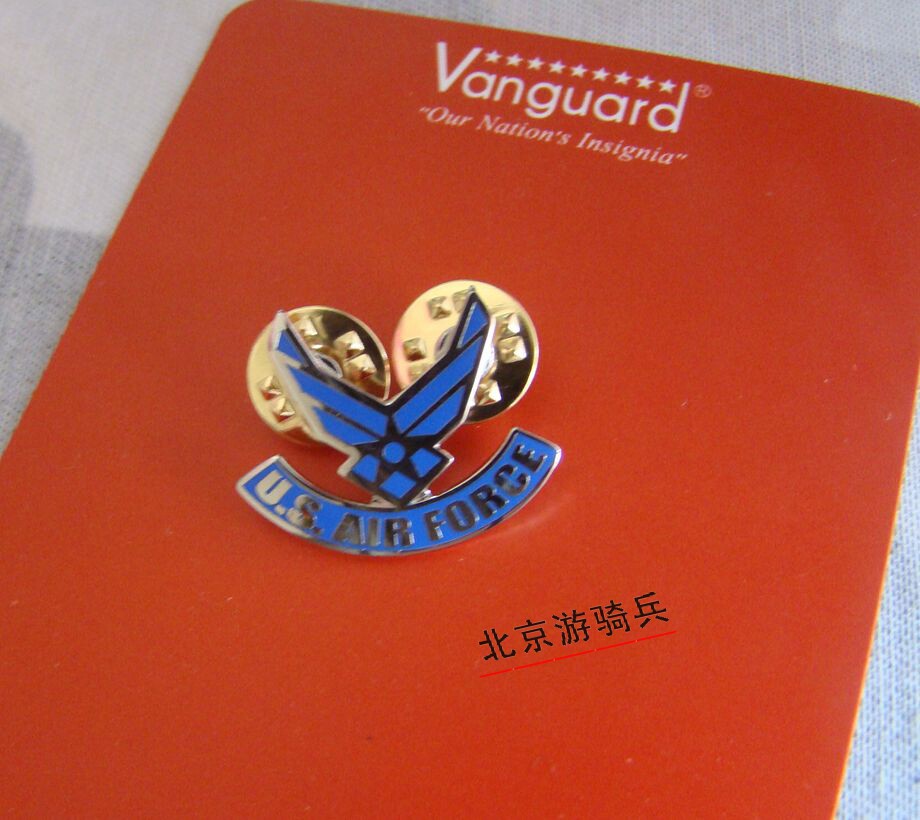 Vanguard®
"Our Nation's Insignia"
U.S. AIR FORCE
北京游骑兵